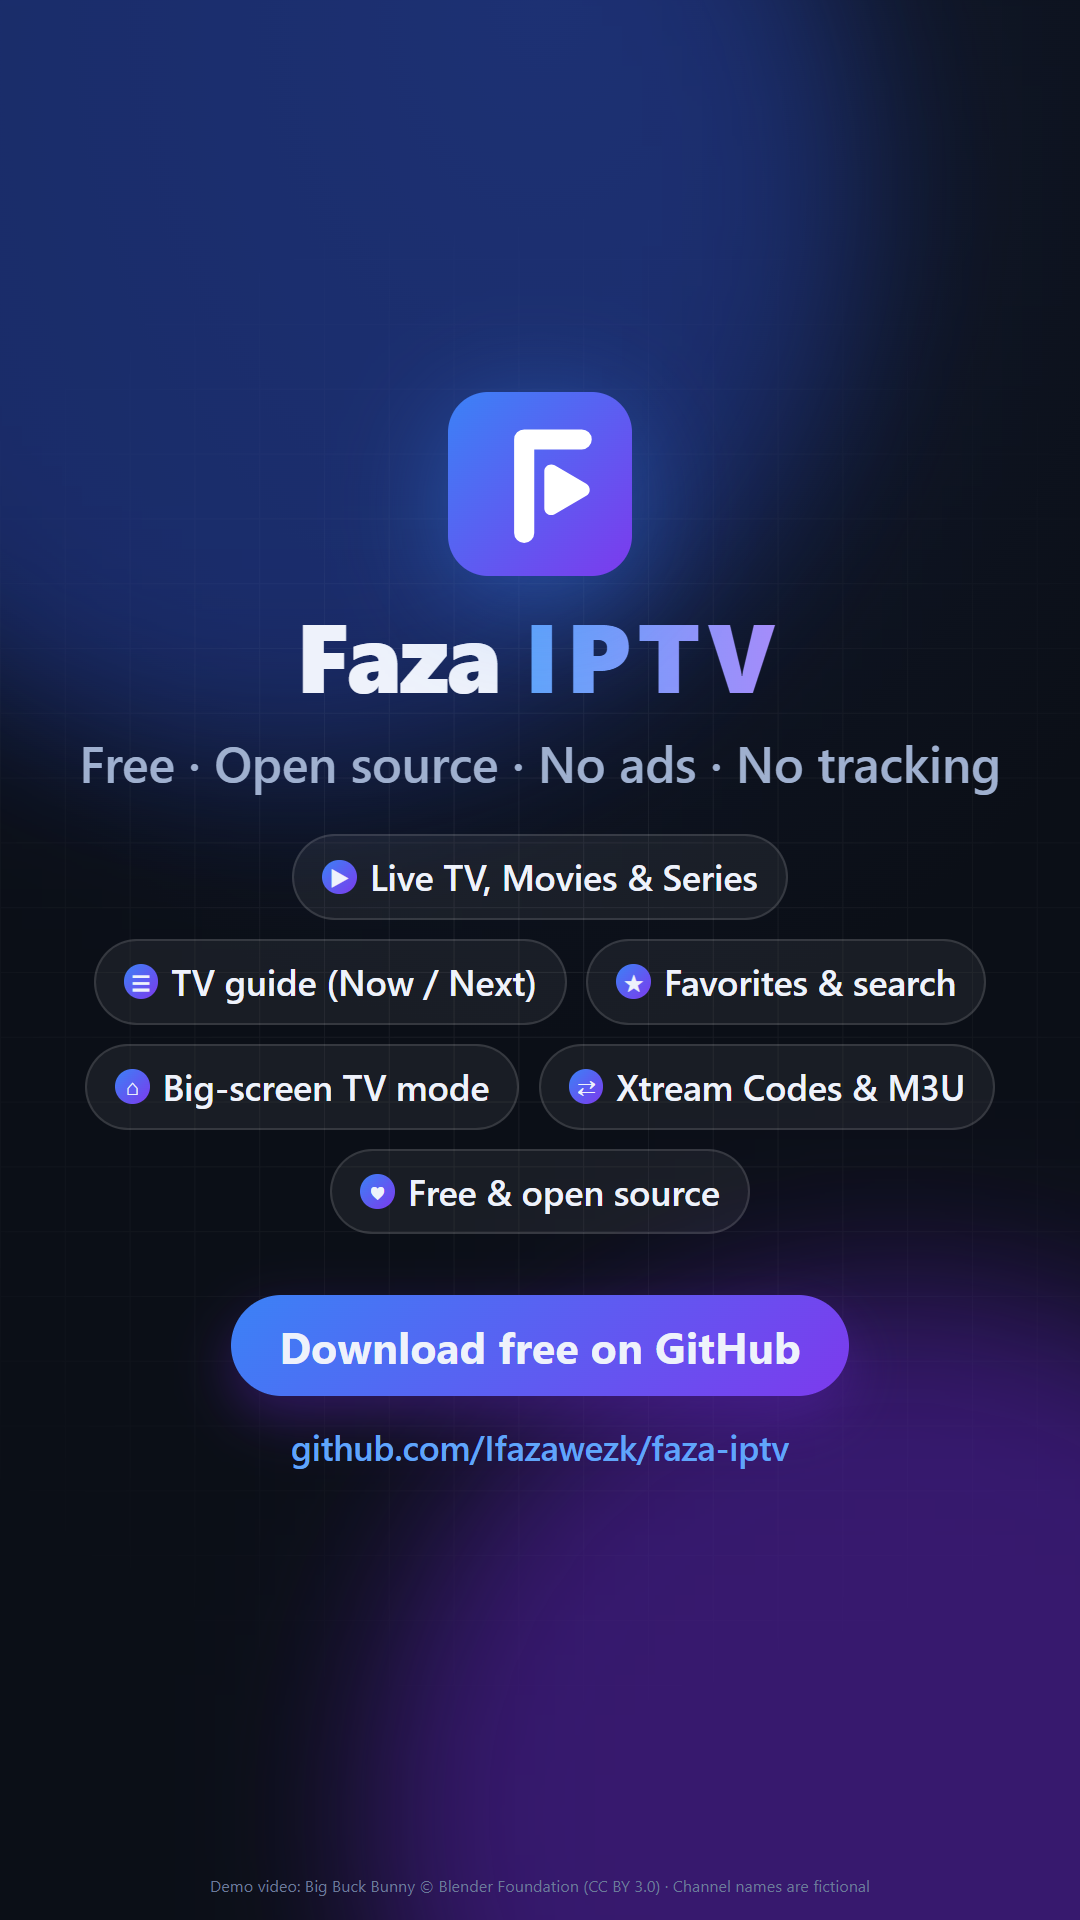 Faza IPTV
Free · Open source · No ads · No tracking
Live TV, Movies & Series
TV guide (Now / Next)
Favorites & search
Big-screen TV mode
Xtream Codes & M3U
Free & open source
Download free on GitHub
github.com/lfazawezk/faza-iptv
Demo video: Big Buck Bunny © Blender Foundation (CC BY 3.0) · Channel names are fictional